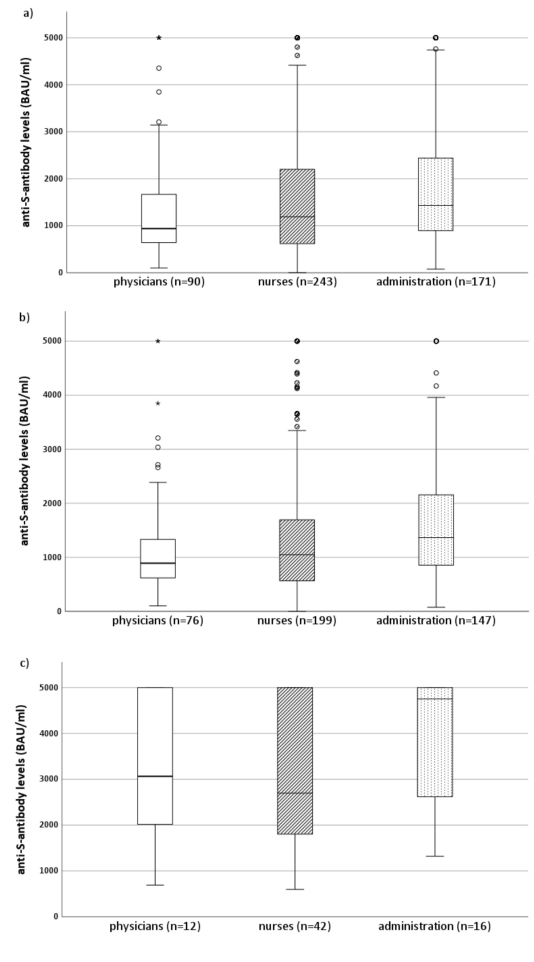 a)
anti-S-antibody levels (BAU/ml)
5000
4000
3000
2000
1000
0
physicians (n=90) nurses (n=243) administration (n=171)
b)
anti-S-antibody levels (BAU/ml)
5000
4000
3000
2000
1000
0
physicians (n=76) nurses (n=199) administration (n=147)
c)
anti-S-antibody levels (BAU/ml)
5000
4000
3000
2000
1000
0
physicians (n=12) nurses (n=42) administration (n=16)